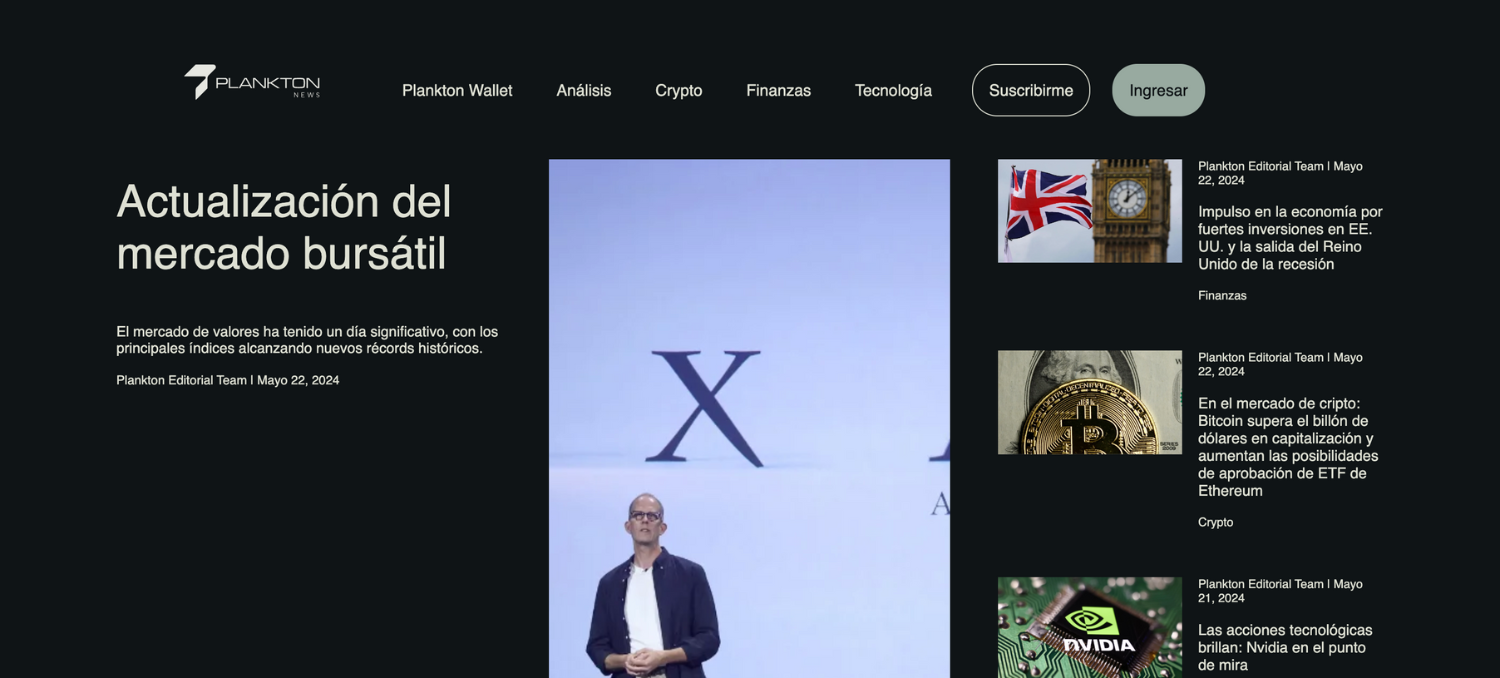 PLANKTON
NEWS
Plankton Wallet
Análisis
Crypto
Finanzas
Tecnología
Suscribirme
Ingresar
Actualización del
mercado bursátil
El mercado de valores ha tenido un día significativo, con los
principales índices alcanzando nuevos récords históricos.
Plankton Editorial Team | Mayo 22, 2024
X
A
Plankton Editorial Team | Mayo
22, 2024
Impulso en la economía por
fuertes inversiones en EE.
UU. y la salida del Reino
Unido de la recesión
Finanzas
Plankton Editorial Team | Mayo
22, 2024
En el mercado de cripto:
Bitcoin supera el billón de
dólares en capitalización y
aumentan las posibilidades
de aprobación de ETF de
Ethereum
Crypto
NVIDIA
Plankton Editorial Team | Mayo
21, 2024
Las acciones tecnológicas
brillan: Nvidia en el punto
de mira